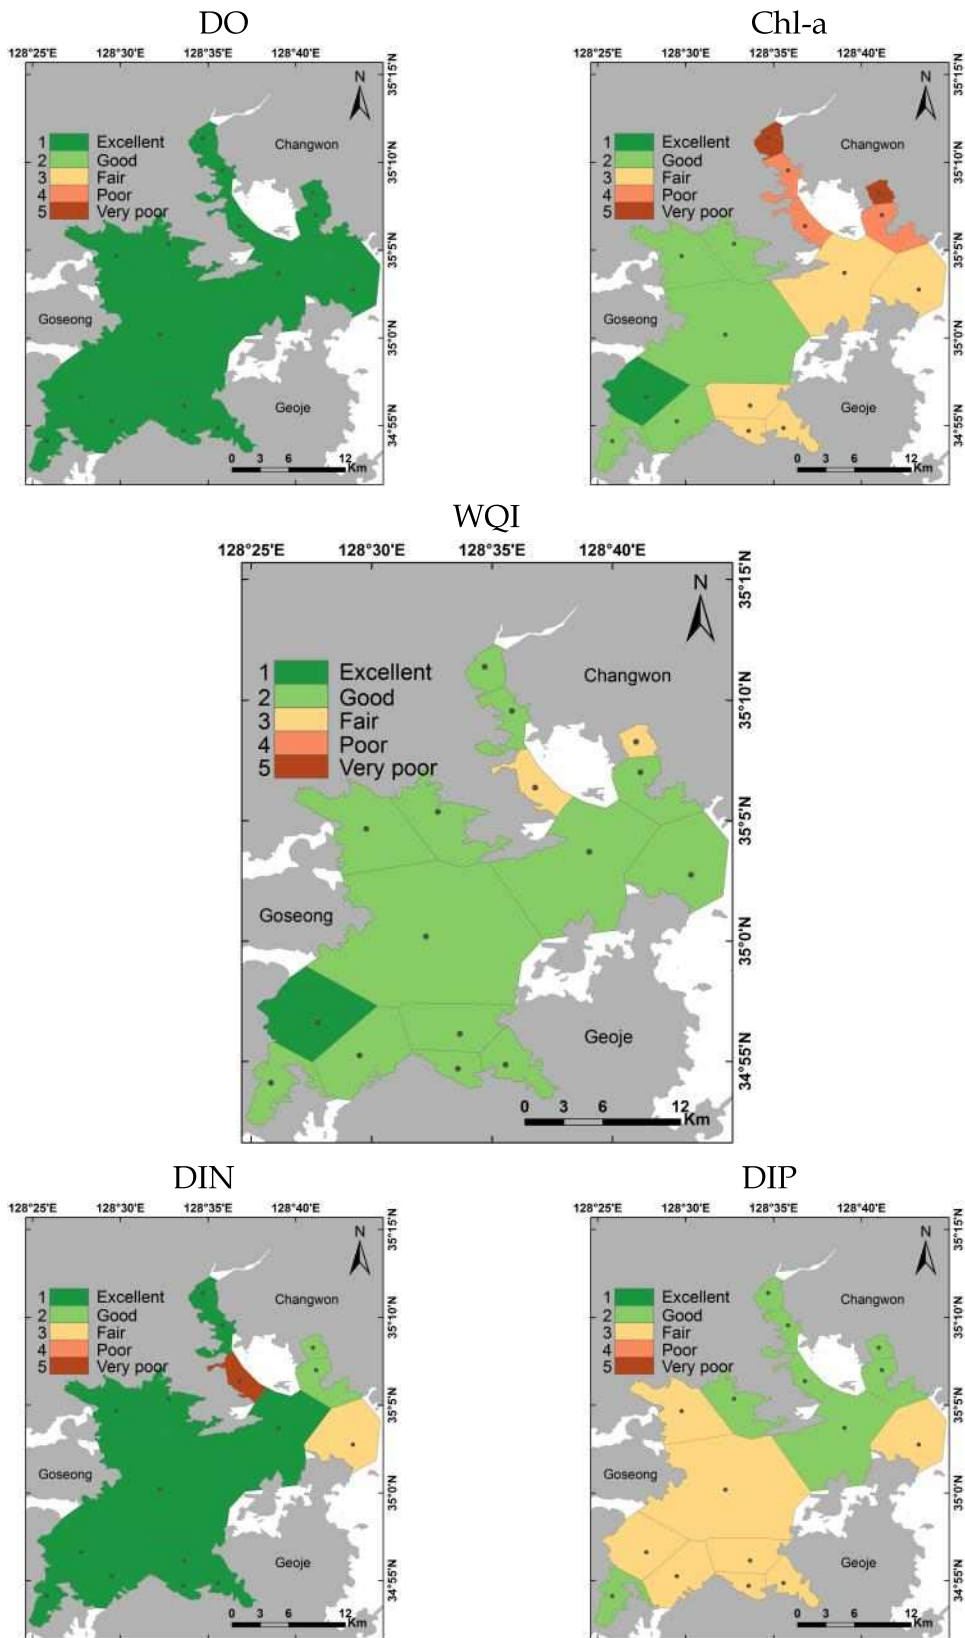 DO
128°25'E 128°30'E 128°35'E 128°40'E
35°15'N
N
Changwon
1 Excellent
2 Good
3 Fair
4 Poor
5 Very poor
35°10'N
35°5'N
Goseong
35°0'N
Geoje
34°55'N
0 3 6 12
Km
Chl-a
128°25'E 128°30'E 128°35'E 128°40'E
35°15'N
N
Changwon
1 Excellent
2 Good
3 Fair
4 Poor
5 Very poor
35°10'N
35°5'N
Goseong
35°0'N
Geoje
34°55'N
0 3 6 12
Km
WQI
128°25'E 128°30'E 128°35'E 128°40'E
35°15'N
N
Changwon
1 Excellent
2 Good
3 Fair
4 Poor
5 Very poor
35°10'N
35°5'N
Goseong
35°0'N
Geoje
34°55'N
0 3 6 12
Km
DIN
128°25'E 128°30'E 128°35'E 128°40'E
35°15'N
N
Changwon
1 Excellent
2 Good
3 Fair
4 Poor
5 Very poor
35°10'N
35°5'N
Goseong
35°0'N
Geoje
34°55'N
0 3 6 12
Km
DIP
128°25'E 128°30'E 128°35'E 128°40'E
35°15'N
N
Changwon
1 Excellent
2 Good
3 Fair
4 Poor
5 Very poor
35°10'N
35°5'N
Goseong
35°0'N
Geoje
34°55'N
0 3 6 12
Km